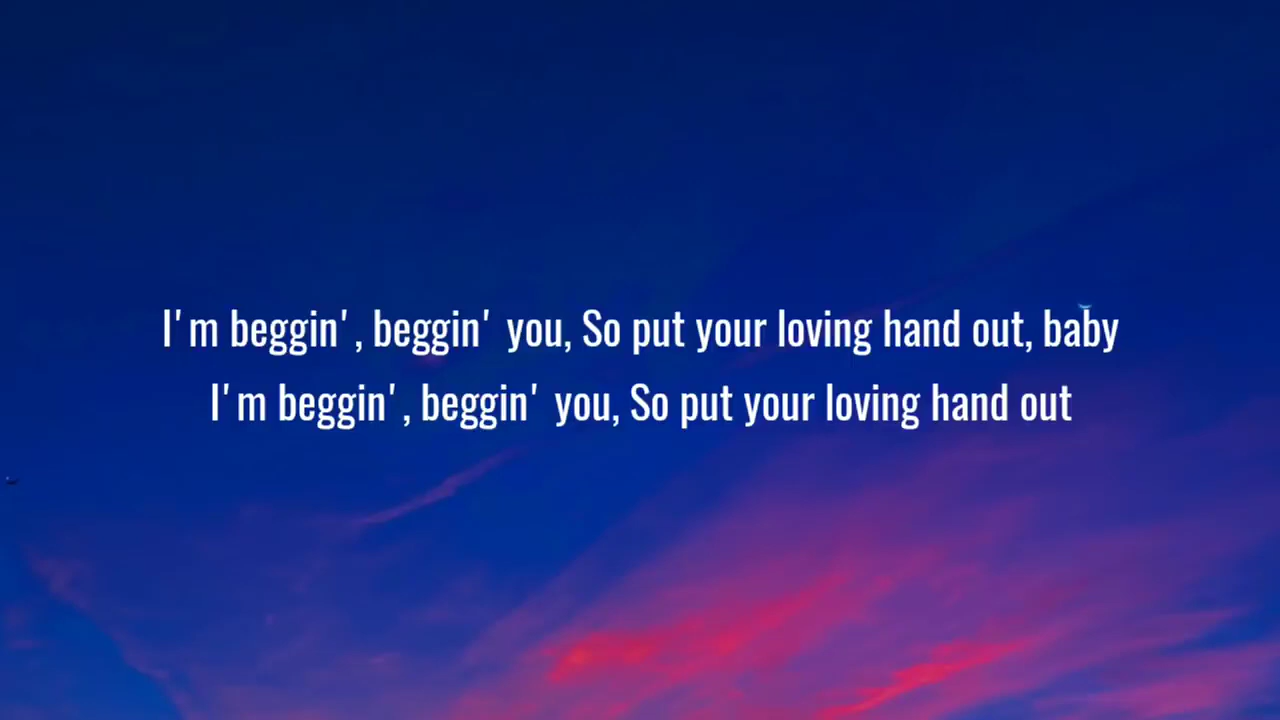 I'm beggin', beggin' you, So put your loving hand out, baby
I'm beggin', beggin' you, So put your loving hand out